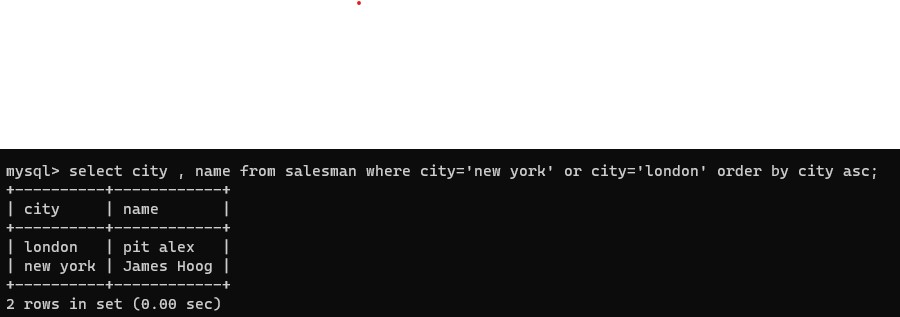 mysql> select city , name from salesman where city='new york' or city='london' order by city asc;
+----------+------------+
| city     | name       |
+----------+------------+
| london   | pit alex   |
| new york | James Hoog |
+----------+------------+
2 rows in set (0.00 sec)